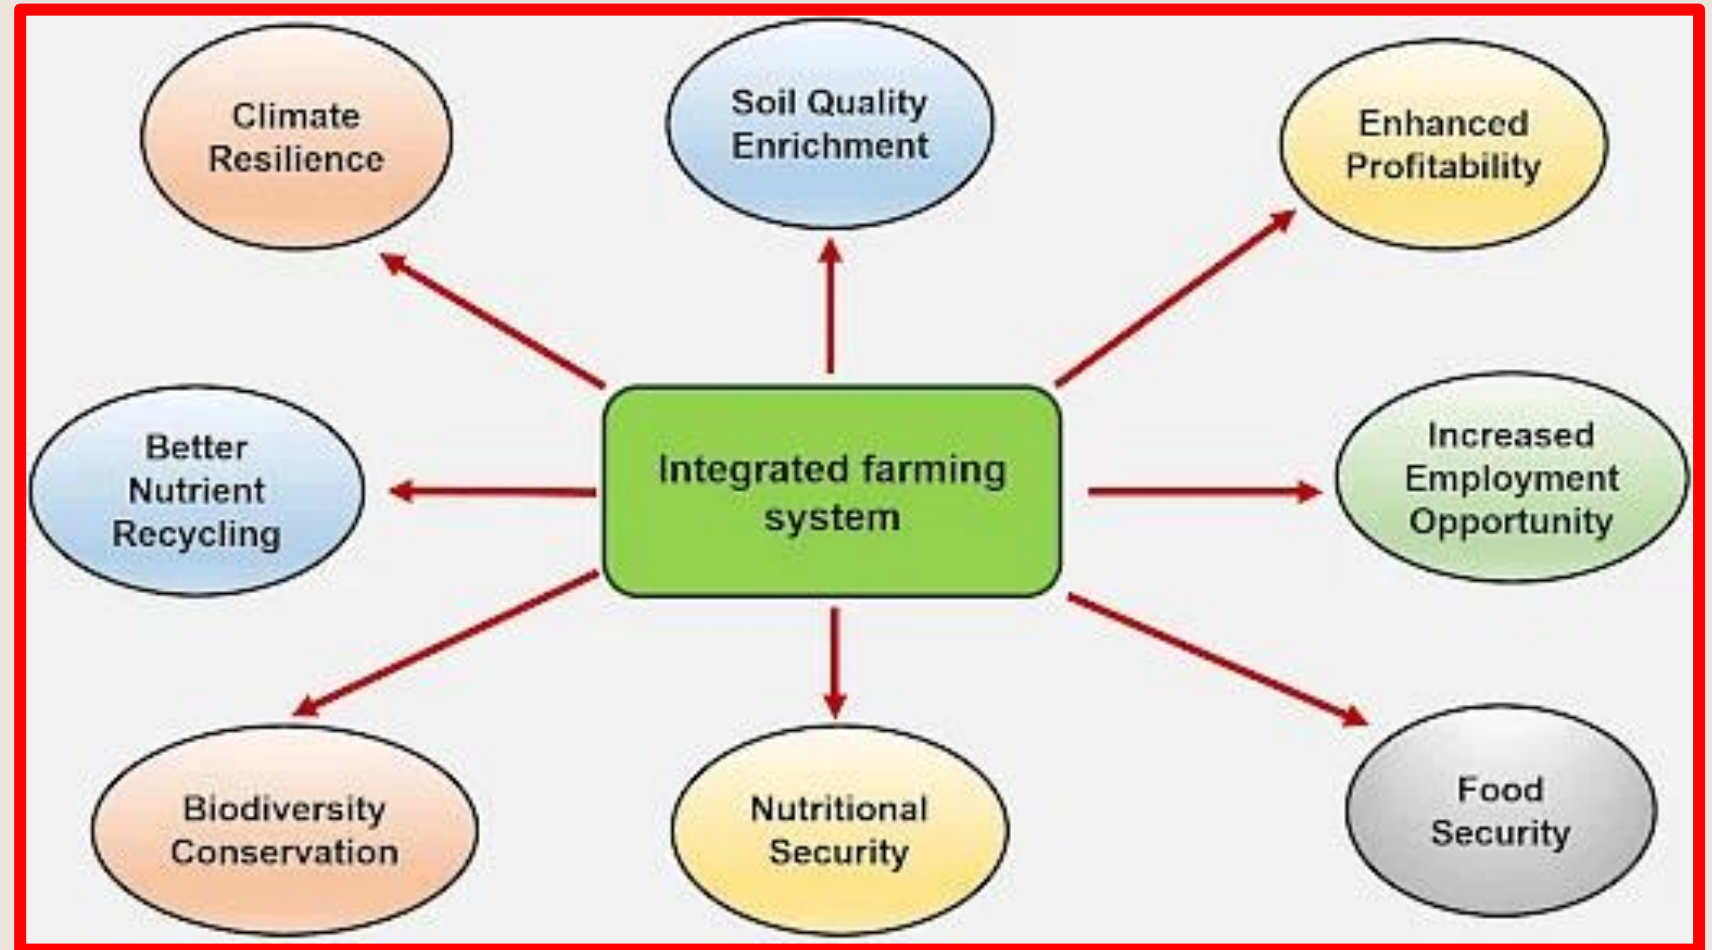 Climate
Resilience
Soil Quality
Enrichment
Enhanced
Profitability
Better
Nutrient
Recycling
Integrated farming
system
Increased
Employment
Opportunity
Biodiversity
Conservation
Nutritional
Security
Food
Security